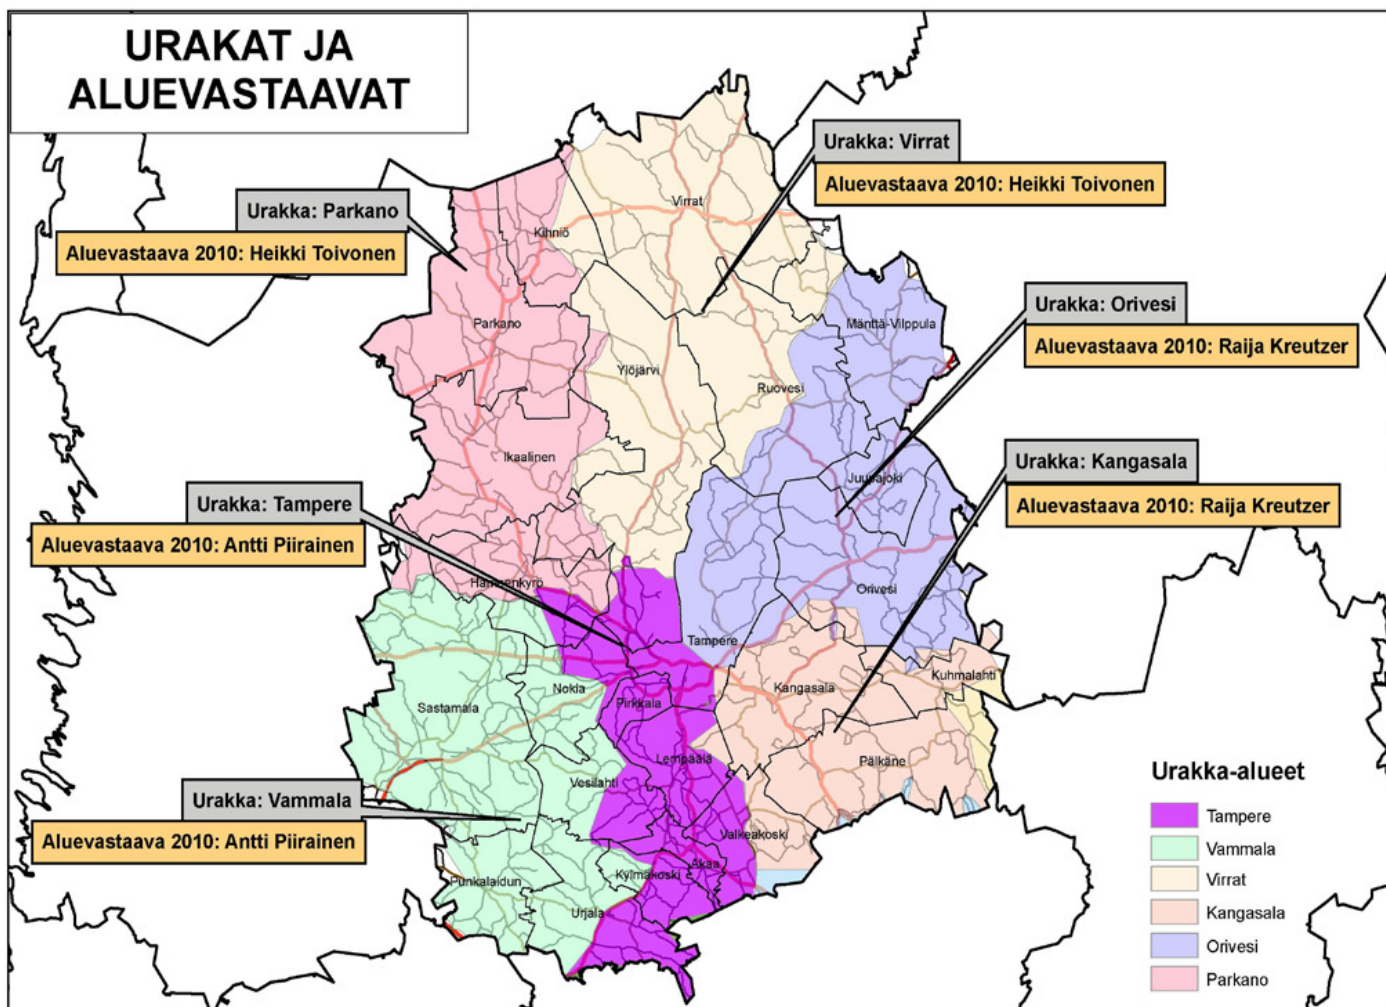 URAKAT JA
ALUEVASTAAVAT
Urakka: Virrat
Aluevastaava 2010: Heikki Toivonen
Urakka: Parkano
Aluevastaava 2010: Heikki Toivonen
Urakka: Orivesi
Aluevastaava 2010: Raija Kreutzer
Urakka: Kangasala
Aluevastaava 2010: Raija Kreutzer
Urakka: Tampere
Aluevastaava 2010: Antti Piirainen
Urakka: Vammala
Aluevastaava 2010: Antti Piirainen
Virrat
Kihniö
Parkano
Mänttä-Vilppula
Ylöjärvi
Ruovesi
Ikaalinen
Juupajoki
Hämeenkyrö
Orivesi
Tampere
Kuhmalahti
Nokia
Kangasala
Pirkkala
Sastamala
Lempäälä
Pälkäne
Vesilahti
Valkeakoski
Akaa
Kylmäkoski
Punkalaidun
Urjala
Urakka-alueet
Tampere
Vammala
Virrat
Kangasala
Orivesi
Parkano